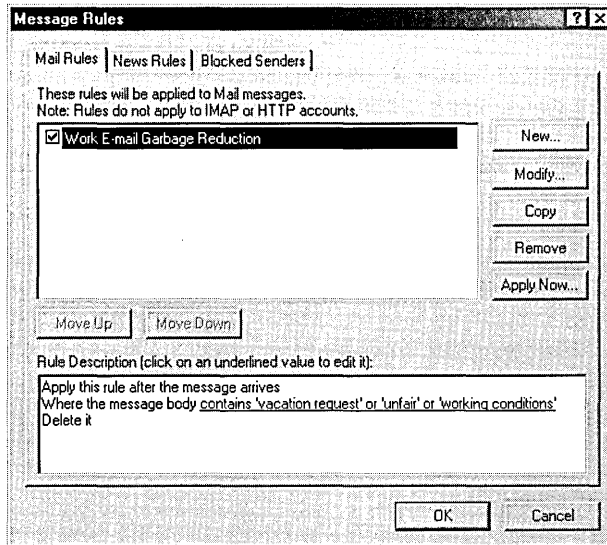 Message Rules
Mail Rules News Rules Blocked Senders
These rules will be applied to Mail messages.
Note: Rules do not apply to IMAP or HTTP accounts.
Work E-mail Garbage Reduction
New...
Modify...
Copy
Remove
Apply Now...
Move Up Move Down
Rule Description (click on an underlined value to edit it):
Apply this rule after the message arrives
Where the message body contains 'vacation request' or 'unfair' or 'working conditions'
Delete it
OK Cancel